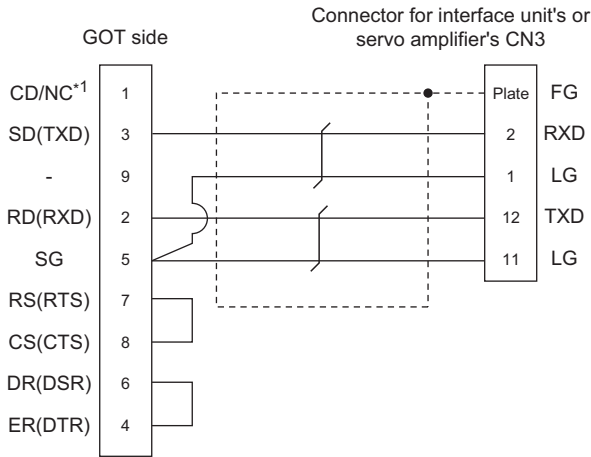 Connector for interface unit's or
servo amplifier's CN3
GOT side
CD/NC*1 1 Plate FG
SD(TXD) 3 2 RXD
- 9 1 LG
RD(RXD) 2 12 TXD
SG 5 11 LG
RS(RTS) 7
CS(CTS) 8
DR(DSR) 6
ER(DTR) 4